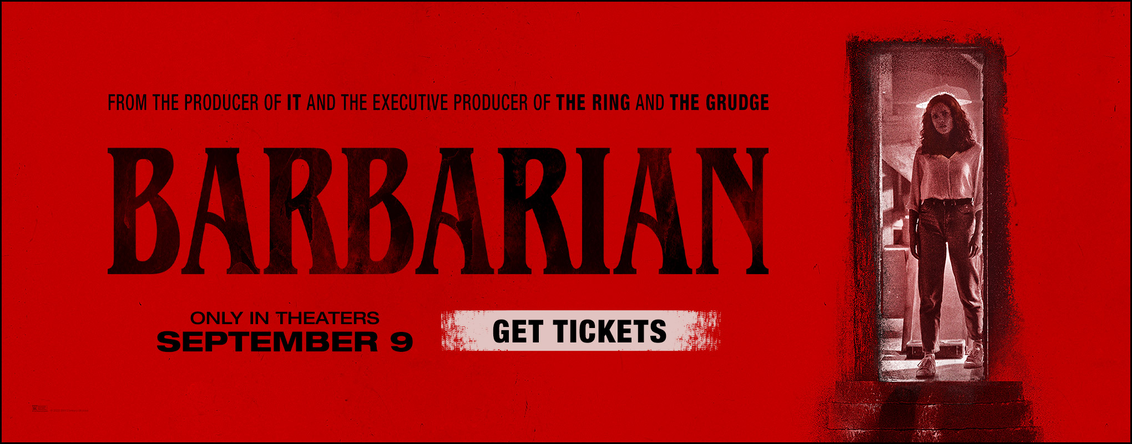 FROM THE PRODUCER OF IT AND THE EXECUTIVE PRODUCER OF THE RING AND THE GRUDGE
BARBARIAN
ONLY IN THEATERS
SEPTEMBER 9
GET TICKETS